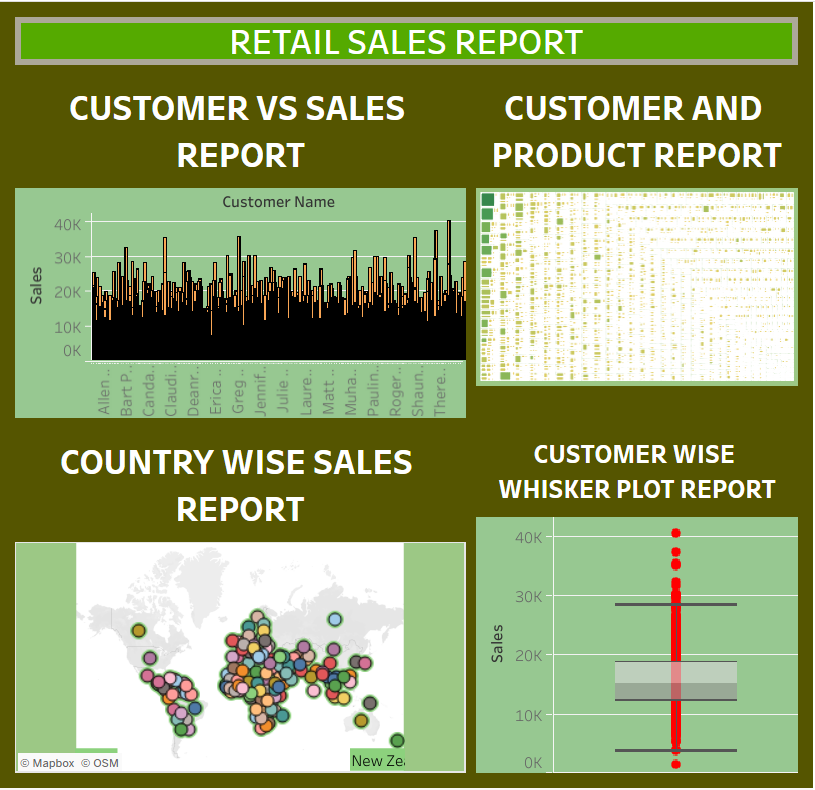 RETAIL SALES REPORT
CUSTOMER VS SALES
REPORT
Customer Name
40K
30K
20K
10K
0K
Sales
Allen ..
Bart P..
Canda..
Claudi..
Deanr..
Erica ..
Greg ..
Jennif..
Julie ..
Laure..
Matt ..
Muha..
Paulin..
Roger..
Shaun..
There..
CUSTOMER AND
PRODUCT REPORT
COUNTRY WISE SALES
REPORT
© Mapbox © OSM
New Zea
CUSTOMER WISE
WHISKER PLOT REPORT
40K
30K
20K
10K
0K
Sales